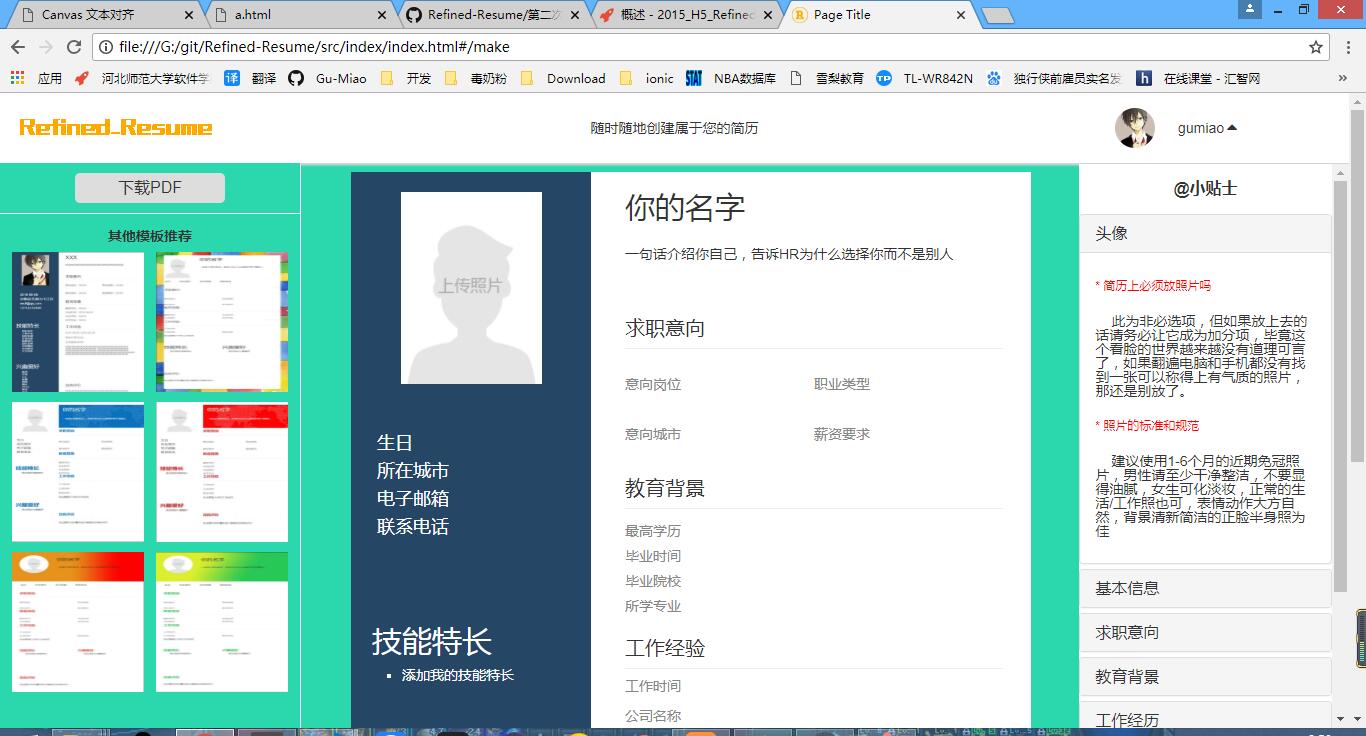 Canvas 文本对齐
a.html
Refined-Resume/第二次
概述 - 2015_H5_Refined
Page Title
file:///G:/git/Refined-Resume/src/index/index.html#/make
应用
河北师范大学软件学
翻译
Gu-Miao
开发
毒奶粉
Download
ionic
NBA数据库
雪梨教育
TL-WR842N
独行侠前雇员实名发
在线课堂 - 汇智网
Refined_Resume
随时随地创建属于您的简历
gumiao
下载PDF
其他模板推荐
上传照片
生日
所在城市
电子邮箱
联系电话
技能特长
添加我的技能特长
你的名字
一句话介绍你自己，告诉HR为什么选择你而不是别人
求职意向
意向岗位
职业类型
意向城市
薪资要求
教育背景
最高学历
毕业时间
毕业院校
所学专业
工作经验
工作时间
公司名称
@小贴士
头像
* 简历上必须放照片吗
此为非必选项，但如果放上去的
话请务必让它成为加分项，毕竟这
个看脸的世界越来越没有道理可言
了，如果翻遍电脑和手机都没有找
到一张可以称得上有气质的照片，
那还是别放了。
* 照片的标准和规范
建议使用1-6个月的近期免冠照
片，男性请至少干净整洁，不要显
得油腻，女生可化淡妆，正常的生
活/工作照也可，表情动作大方自
然，背景清新简洁的正脸半身照为
佳
基本信息
求职意向
教育背景
工作经历